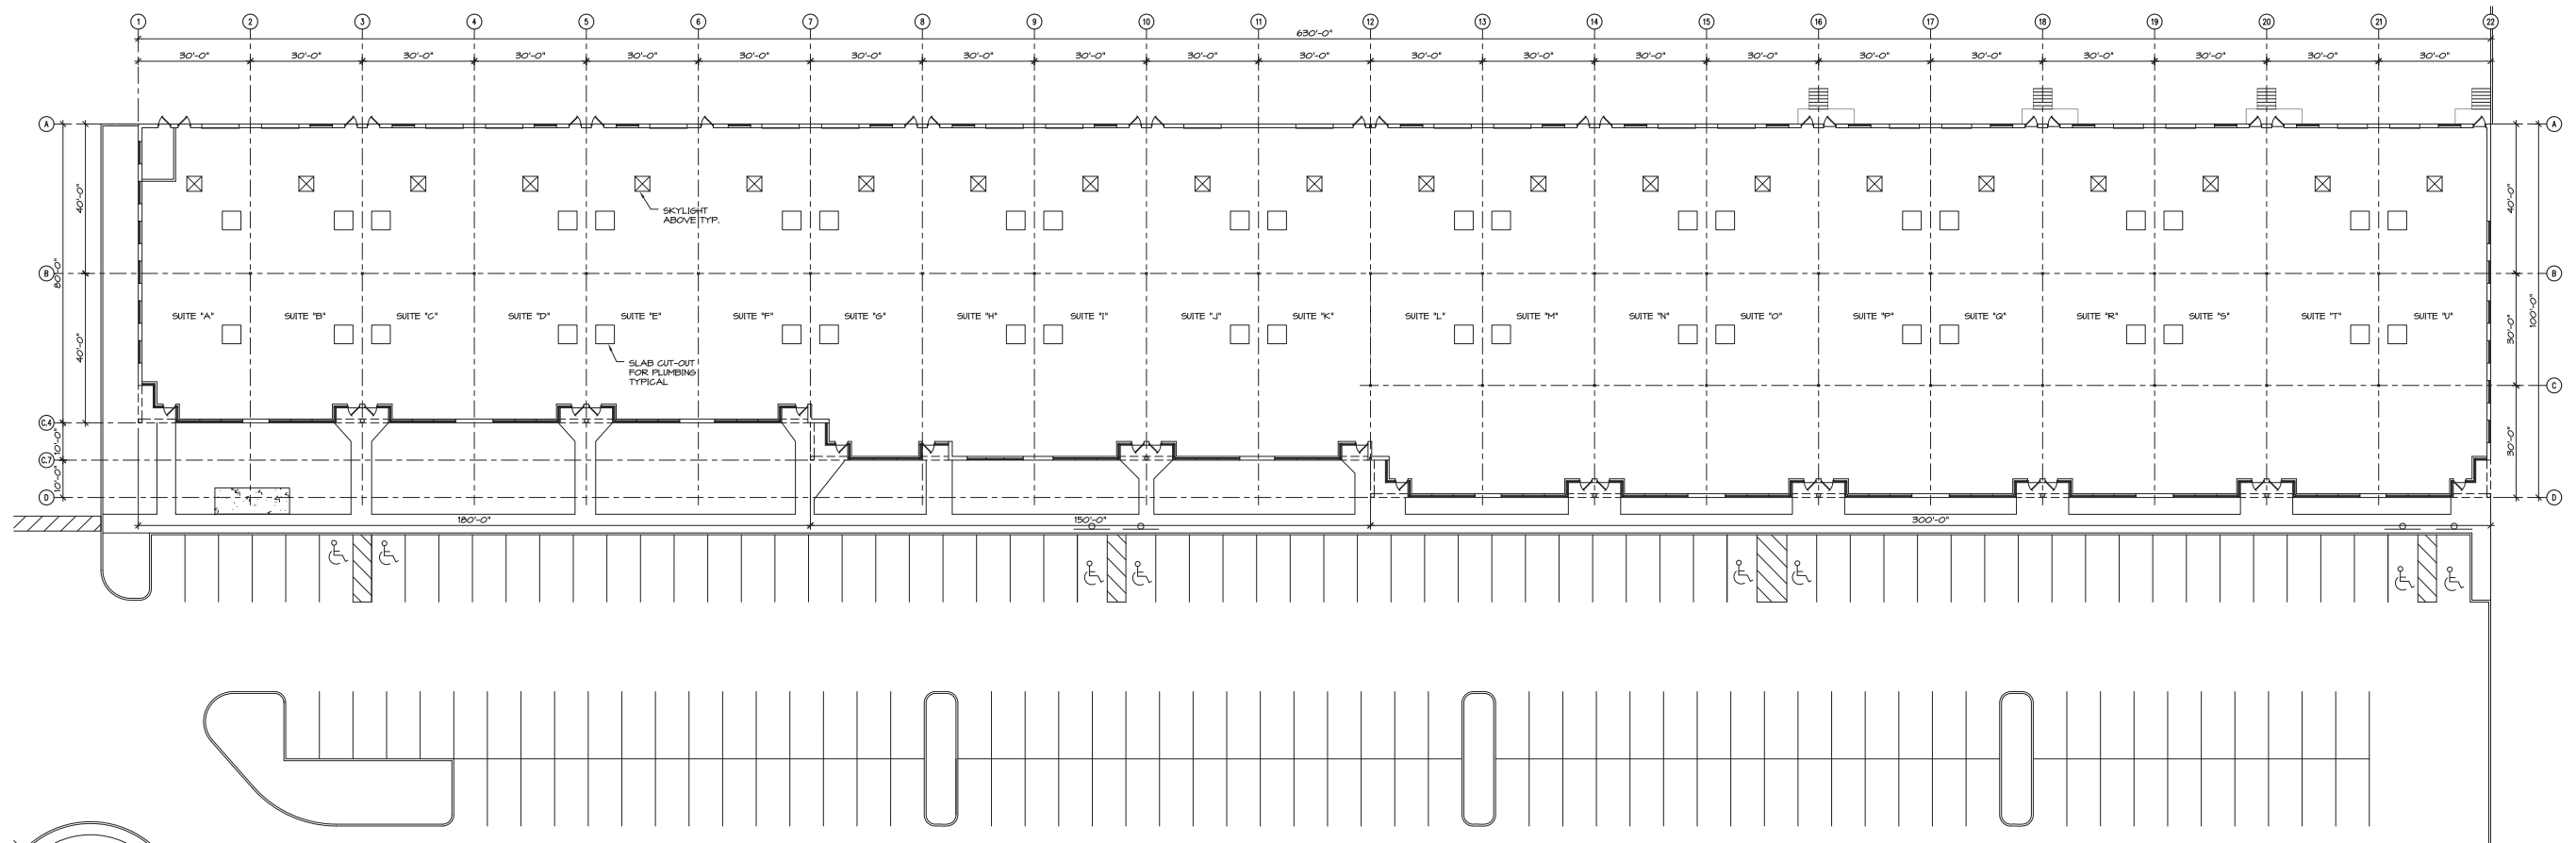 1 2 3 4 5 6 7 8 9 10 11 12 13 14 15 16 17 18 19 20 21 22
630'-0"
30'-0" 30'-0" 30'-0" 30'-0" 30'-0" 30'-0" 30'-0" 30'-0" 30'-0" 30'-0" 30'-0" 30'-0" 30'-0" 30'-0" 30'-0" 30'-0" 30'-0" 30'-0" 30'-0" 30'-0" 30'-0"
A A
40'-0" 40'-0"
SKYLIGHT
ABOVE TYP.
B B
80'-0" 100'-0"
SUITE "A" SUITE "B" SUITE "C" SUITE "D" SUITE "E" SUITE "F" SUITE "G" SUITE "H" SUITE "I" SUITE "J" SUITE "K" SUITE "L" SUITE "M" SUITE "N" SUITE "O" SUITE "P" SUITE "Q" SUITE "R" SUITE "S" SUITE "T" SUITE "U"
40'-0" 30'-0"
SLAB CUT-OUT
FOR PLUMBING
TYPICAL
C
C.4
10'-0" 30'-0"
C.7
10'-0"
D D
180'-0" 150'-0" 300'-0"